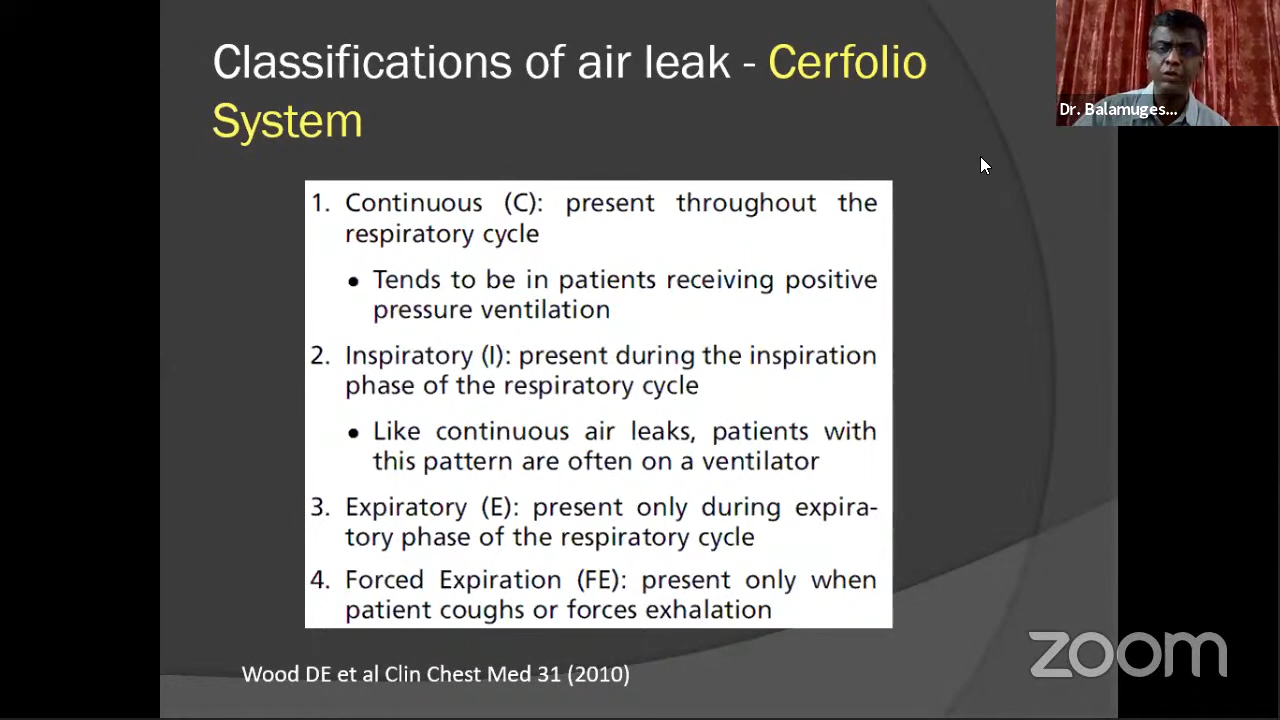 Classifications of air leak - Cerfolio
System
Dr. Balamuges...
1. Continuous (C): present throughout the
respiratory cycle
• Tends to be in patients receiving positive
pressure ventilation
2. Inspiratory (I): present during the inspiration
phase of the respiratory cycle
• Like continuous air leaks, patients with
this pattern are often on a ventilator
3. Expiratory (E): present only during expira-
tory phase of the respiratory cycle
4. Forced Expiration (FE): present only when
patient coughs or forces exhalation
Wood DE et al Clin Chest Med 31 (2010)
zoom